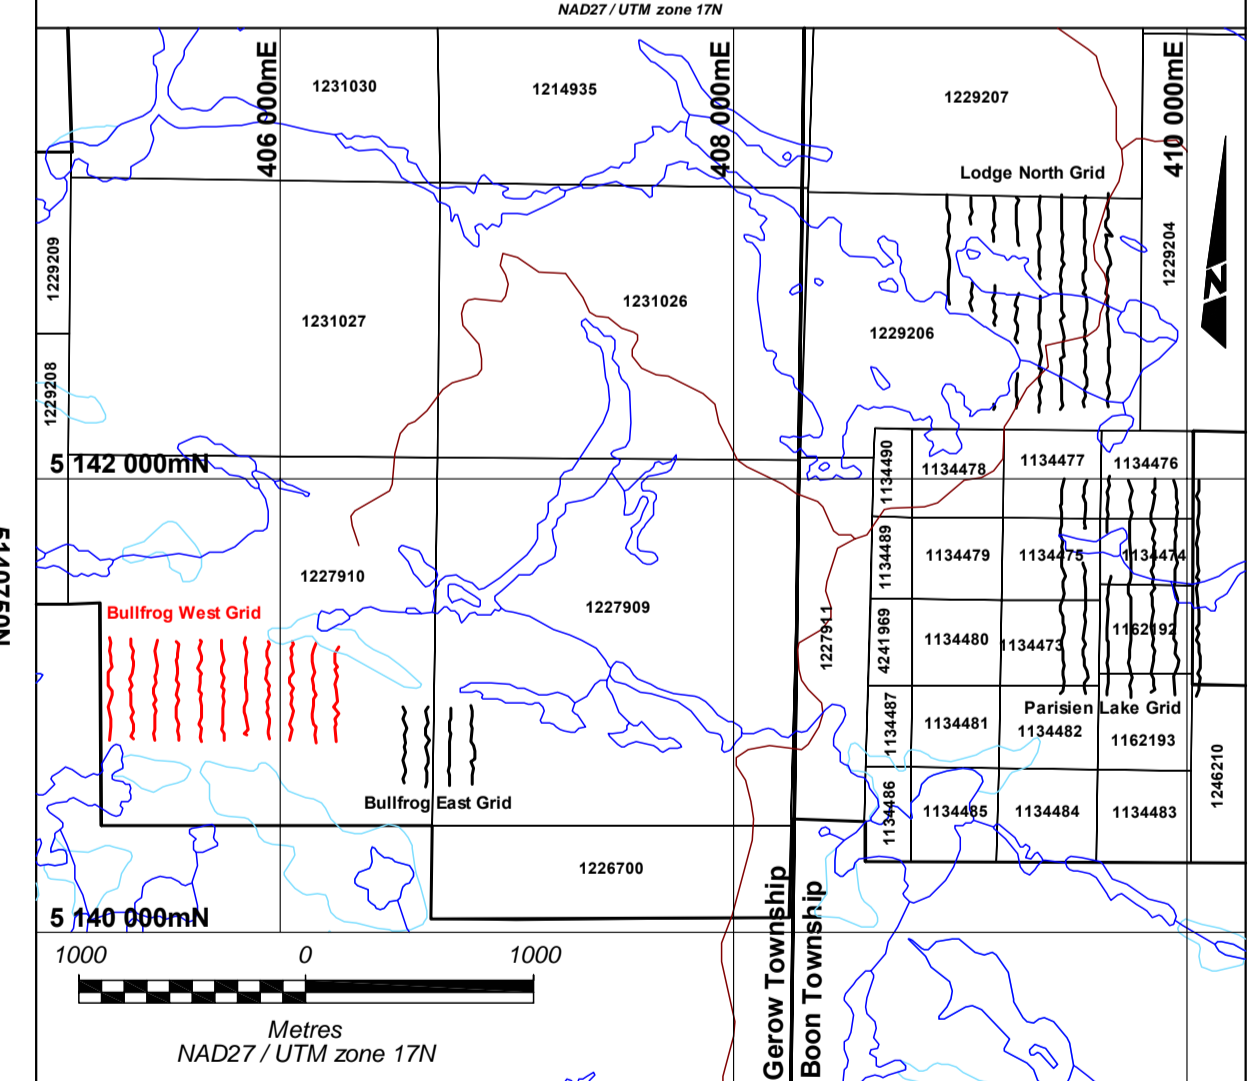 NAD27 / UTM zone 17N
406 000mE
408 000mE
410 000mE
1231030
1214935
1229207
Lodge North Grid
1229209
1229204
1231027
1231026
1229206
1229208
5 142 000mN
1134490
1134478
1134477
1134476
1134489
1134479
1134475
1134474
1227910
1227909
1227911
Bullfrog West Grid
4241969
1134480
1134473
1162192
Parisien Lake Grid
1134487
1134481
1134482
1162193
1246210
Bullfrog East Grid
1134486
1134485
1134484
1134483
1226700
5 140 000mN
Gerow Township
Boon Township
N
1000 0 1000
Metres
NAD27 / UTM zone 17N